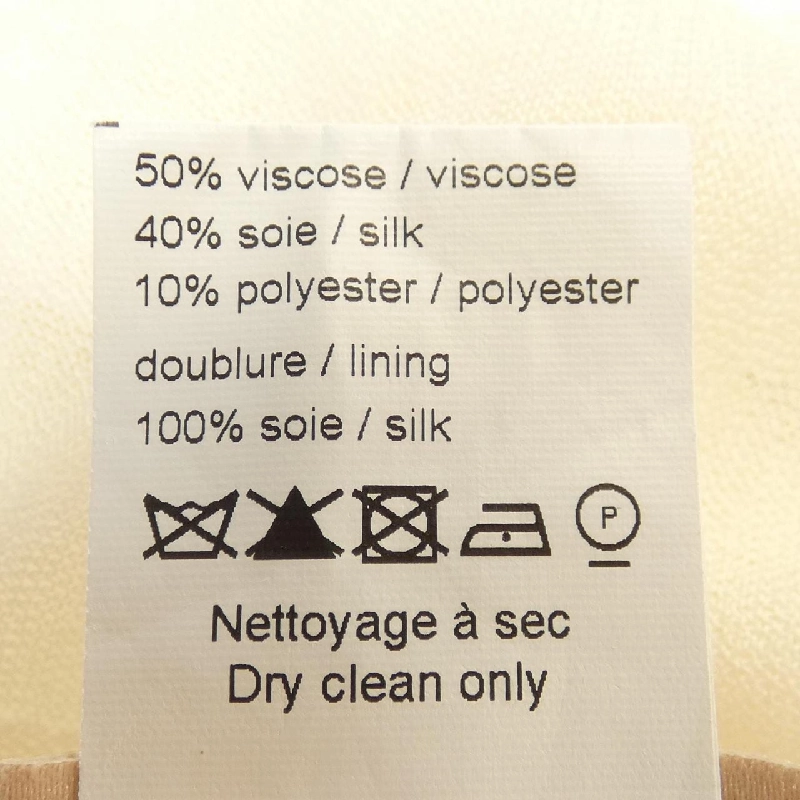 50% viscose / viscose
40% soie / silk
10% polyester / polyester
doublure / lining
100% soie / silk
P
Nettoyage à sec
Dry clean only